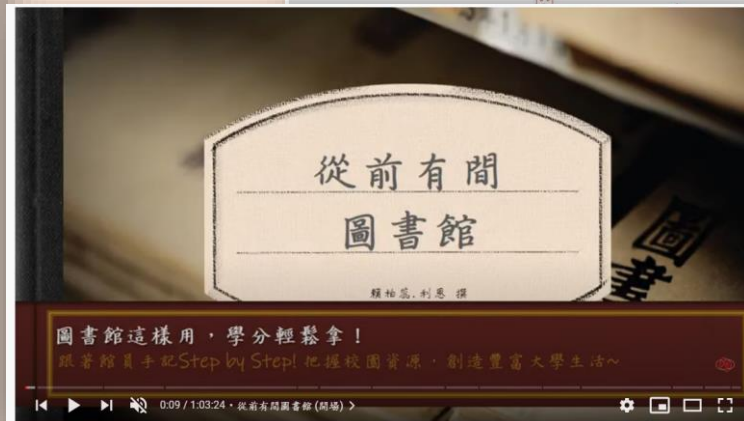 從前有間
圖書館
賴柏蕊.利恩 撰
圖書
圖書館這樣用，學分輕鬆拿！
跟著館員手記Step by Step! 把握校園資源，創造豐富大學生活~
0:09 / 1:03:24 • 從前有間圖書館 (開場) >